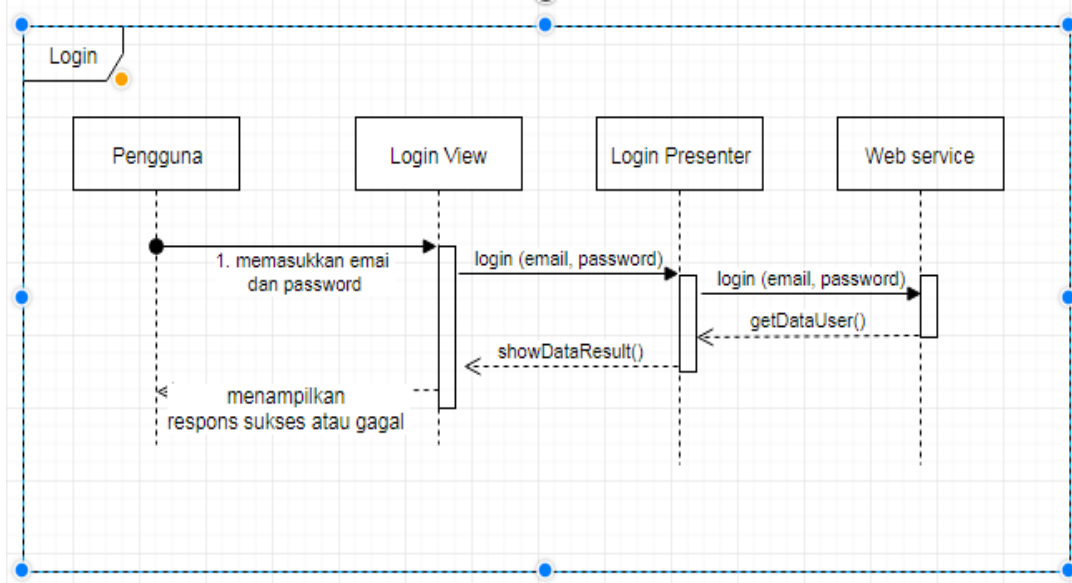 Login
Pengguna
Login View
Login Presenter
Web service
1. memasukkan emai
dan password
login (email, password)
login (email, password)
getDataUser()
showDataResult()
menampilkan
respons sukses atau gagal